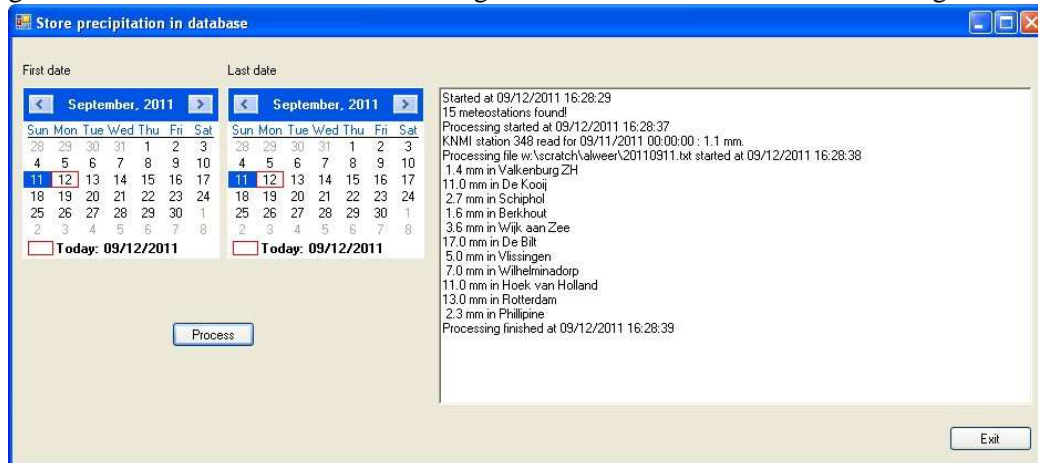 Store precipitation in database
First date
Last date
September, 2011
Sun Mon Tue Wed Thu Fri Sat
28 29 30 31 1 2 3
4 5 6 7 8 9 10
11 12 13 14 15 16 17
18 19 20 21 22 23 24
25 26 27 28 29 30 1
2 3 4 5 6 7 8
Today: 09/12/2011
September, 2011
Sun Mon Tue Wed Thu Fri Sat
28 29 30 31 1 2 3
4 5 6 7 8 9 10
11 12 13 14 15 16 17
18 19 20 21 22 23 24
25 26 27 28 29 30 1
2 3 4 5 6 7 8
Today: 09/12/2011
Process
Started at 09/12/2011 16:28:29
15 meteostations found!
Processing started at 09/12/2011 16:28:37
KNMI station 348 read for 09/11/2011 00:00:00 : 1.1 mm.
Processing file w:\scratch\alweer\20110911.txt started at 09/12/2011 16:28:38
1.4 mm in Valkenburg ZH
11.0 mm in De Kooij
2.7 mm in Schiphol
1.6 mm in Berkhout
3.6 mm in Wijk aan Zee
17.0 mm in De Bilt
5.0 mm in Vlissingen
7.0 mm in Wilhelminadorp
11.0 mm in Hoek van Holland
13.0 mm in Rotterdam
2.3 mm in Phillipine
Processing finished at 09/12/2011 16:28:39
Exit